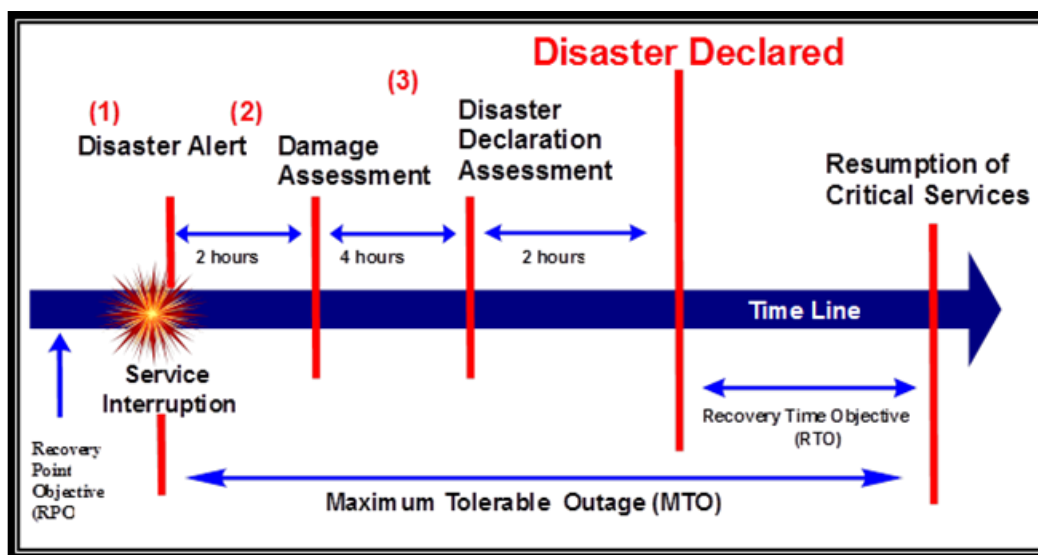 Disaster Declared
(1)
(2)
(3)
Disaster Alert
Damage
Assessment
Disaster
Declaration
Assessment
Resumption of
Critical Services
2 hours
4 hours
2 hours
Time Line
Service
Interruption
Recovery
Point
Objective
(RPO
Recovery Time Objective
(RTO)
Maximum Tolerable Outage (MTO)